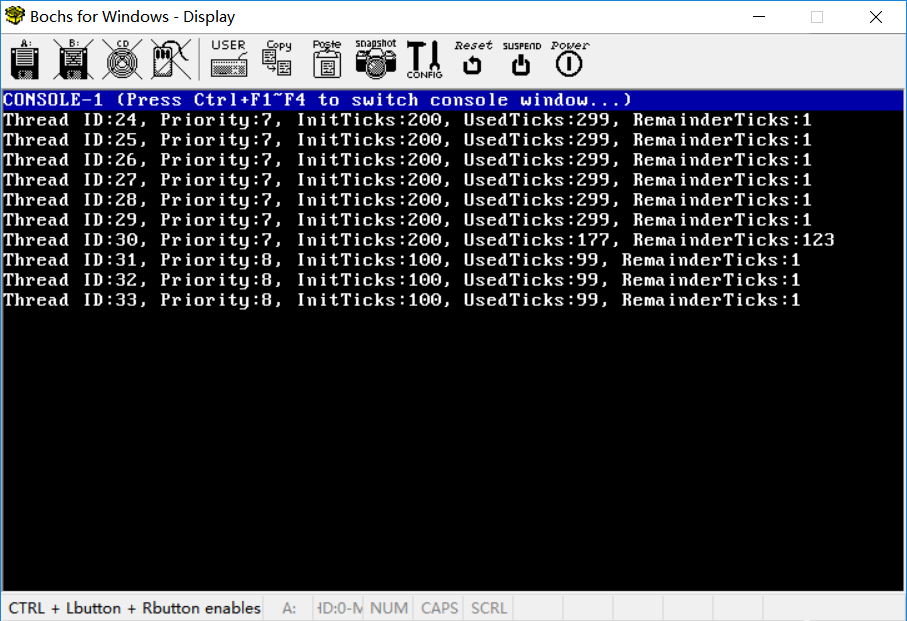 Bochs for Windows - Display
A: B: CD USER Copy Paste snapshot CONFIG Reset SUSPEND Power
CONSOLE-1 (Press Ctrl+F1~F4 to switch console window...)
Thread ID:24, Priority:7, InitTicks:200, UsedTicks:299, RemainderTicks:1
Thread ID:25, Priority:7, InitTicks:200, UsedTicks:299, RemainderTicks:1
Thread ID:26, Priority:7, InitTicks:200, UsedTicks:299, RemainderTicks:1
Thread ID:27, Priority:7, InitTicks:200, UsedTicks:299, RemainderTicks:1
Thread ID:28, Priority:7, InitTicks:200, UsedTicks:299, RemainderTicks:1
Thread ID:29, Priority:7, InitTicks:200, UsedTicks:299, RemainderTicks:1
Thread ID:30, Priority:7, InitTicks:200, UsedTicks:177, RemainderTicks:123
Thread ID:31, Priority:8, InitTicks:100, UsedTicks:99, RemainderTicks:1
Thread ID:32, Priority:8, InitTicks:100, UsedTicks:99, RemainderTicks:1
Thread ID:33, Priority:8, InitTicks:100, UsedTicks:99, RemainderTicks:1
CTRL + Lbutton + Rbutton enables A: HD:0-M NUM CAPS SCRL